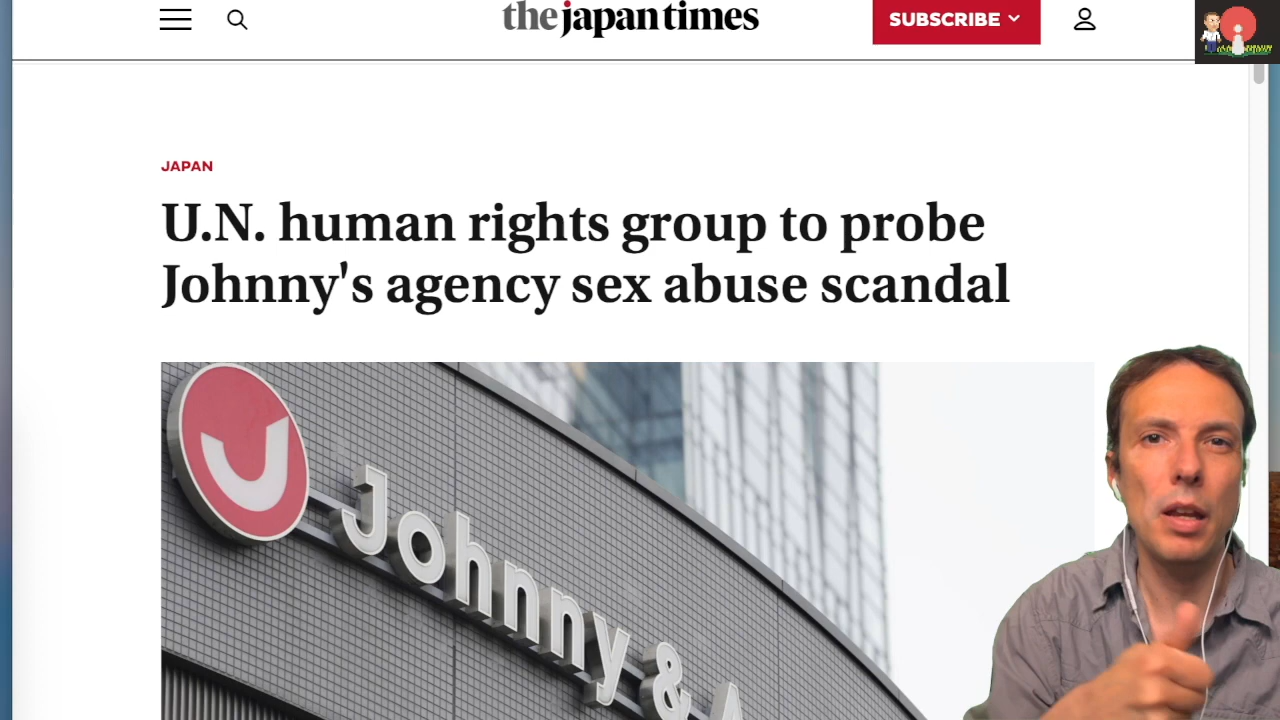 the japan times
SUBSCRIBE
JAPAN
U.N. human rights group to probe
Johnny's agency sex abuse scandal
Johnny &